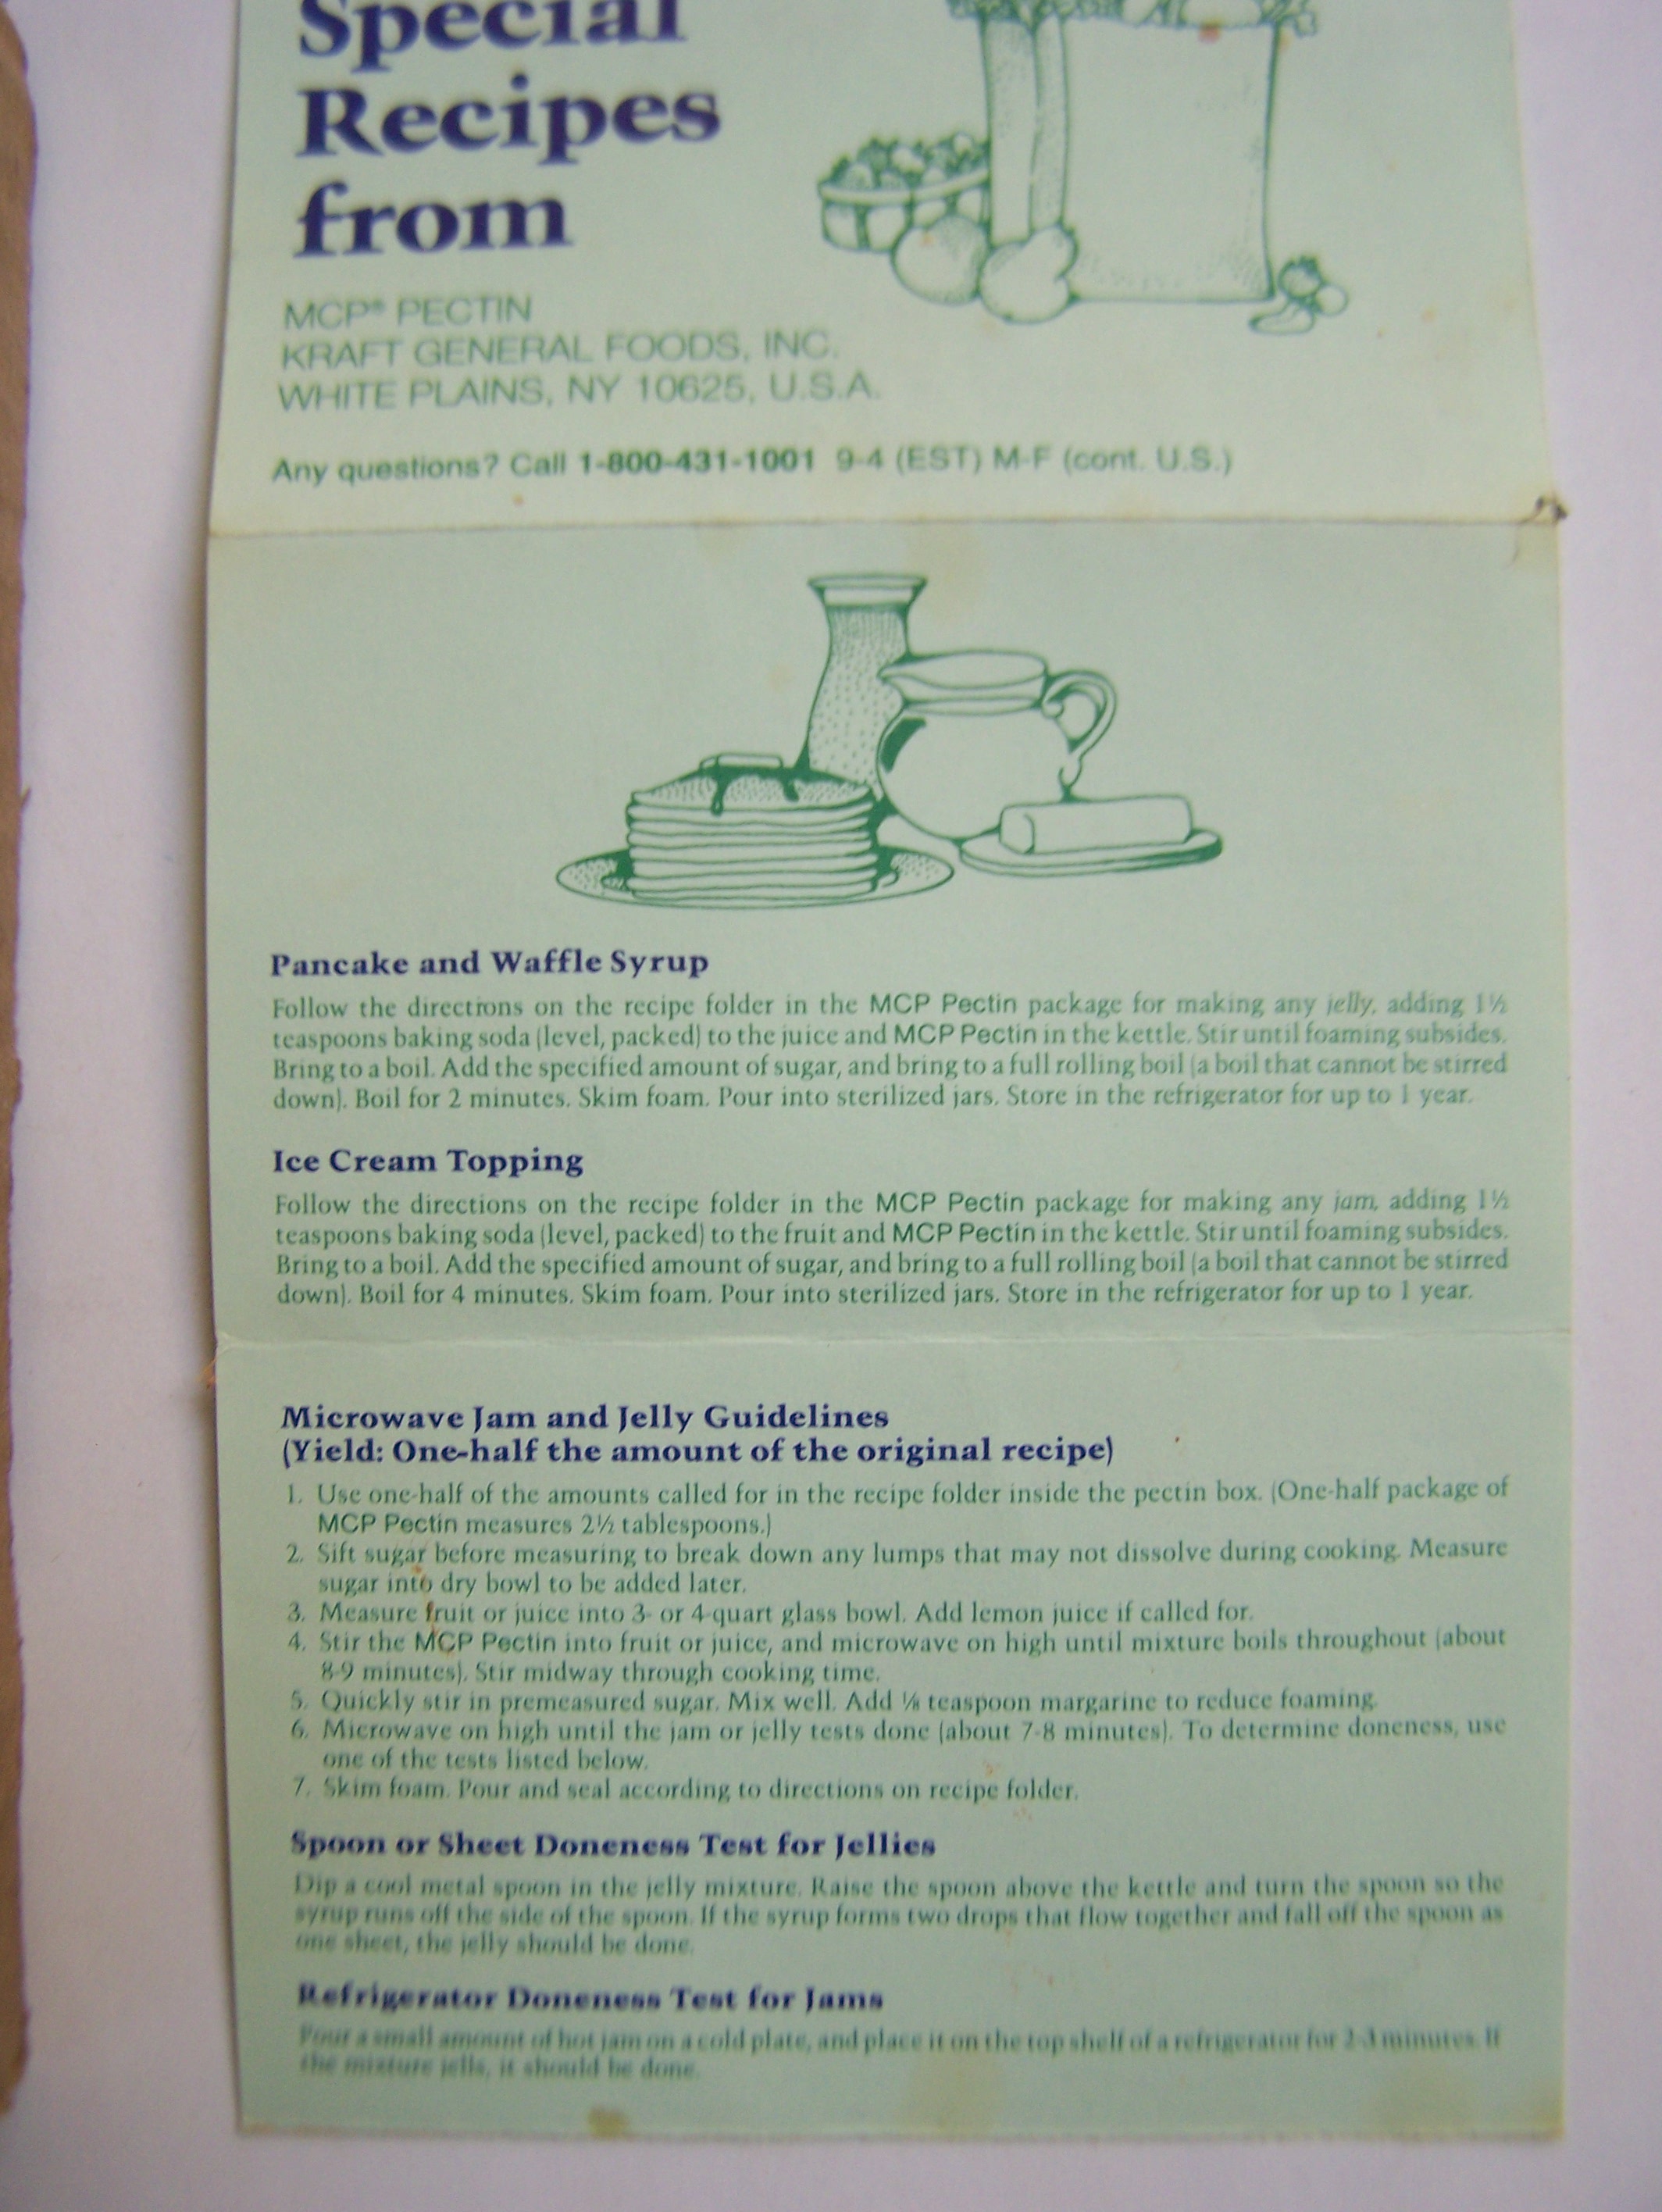 Special
Recipes
from
MCP® PECTIN
KRAFT GENERAL FOODS, INC.
WHITE PLAINS, NY 10625, U.S.A.
Any questions? Call 1-800-431-1001 9-4 (EST) M-F (cont. U.S.)
Pancake and Waffle Syrup
Follow the directions on the recipe folder in the MCP Pectin package for making any jelly, adding 1½
teaspoons baking soda (level, packed) to the juice and MCP Pectin in the kettle. Stir until foaming subsides.
Bring to a boil. Add the specified amount of sugar, and bring to a full rolling boil (a boil that cannot be stirred
down). Boil for 2 minutes. Skim foam. Pour into sterilized jars. Store in the refrigerator for up to 1 year.
Ice Cream Topping
Follow the directions on the recipe folder in the MCP Pectin package for making any jam, adding 1½
teaspoons baking soda (level, packed) to the fruit and MCP Pectin in the kettle. Stir until foaming subsides.
Bring to a boil. Add the specified amount of sugar, and bring to a full rolling boil (a boil that cannot be stirred
down). Boil for 4 minutes. Skim foam. Pour into sterilized jars. Store in the refrigerator for up to 1 year.
Microwave Jam and Jelly Guidelines
(Yield: One-half the amount of the original recipe)
1. Use one-half of the amounts called for in the recipe folder inside the pectin box. (One-half package of
MCP Pectin measures 2½ tablespoons.)
2. Sift sugar before measuring to break down any lumps that may not dissolve during cooking. Measure
sugar into dry bowl to be added later.
3. Measure fruit or juice into 3- or 4-quart glass bowl. Add lemon juice if called for.
4. Stir the MCP Pectin into fruit or juice, and microwave on high until mixture boils throughout (about
8-9 minutes). Stir midway through cooking time.
5. Quickly stir in premeasured sugar. Mix well. Add ⅛ teaspoon margarine to reduce foaming.
6. Microwave on high until the jam or jelly tests done (about 7-8 minutes). To determine doneness, use
one of the tests listed below.
7. Skim foam. Pour and seal according to directions on recipe folder.
Spoon or Sheet Doneness Test for Jellies
Dip a cool metal spoon in the jelly mixture. Raise the spoon above the kettle and turn the spoon so the
syrup runs off the side of the spoon. If the syrup forms two drops that flow together and fall off the spoon as
one sheet, the jelly should be done.
Refrigerator Doneness Test for Jams
Pour a small amount of hot jam on a cold plate, and place it on the top shelf of a refrigerator for 2-3 minutes. If
the mixture jells, it should be done.